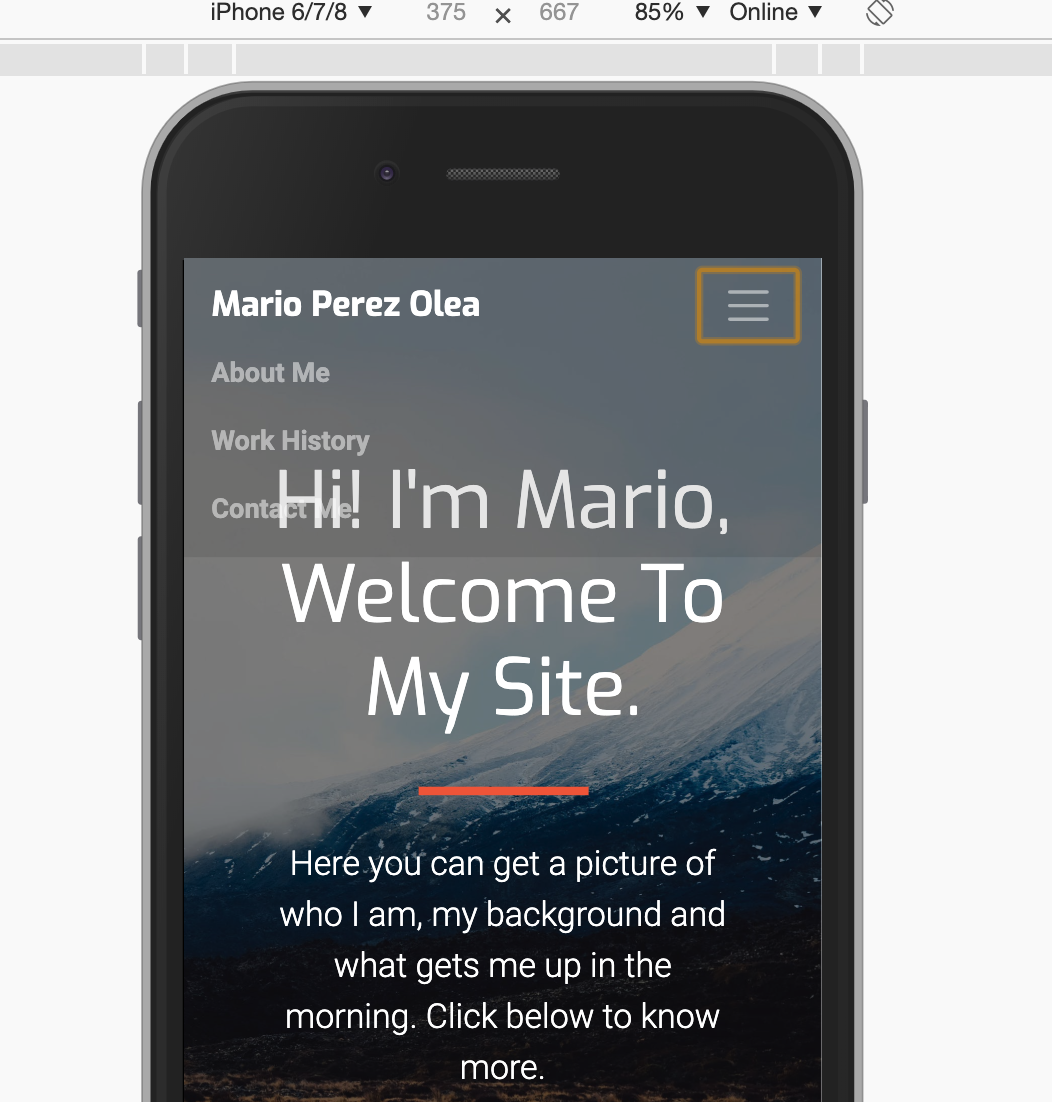 iPhone 6/7/8 ▼ 375 × 667 85% ▼ Online ▼
Mario Perez Olea
About Me
Work History
Hi! I'm Mario,
Contact Me
Welcome To
My Site.
Here you can get a picture of
who I am, my background and
what gets me up in the
morning. Click below to know
more.